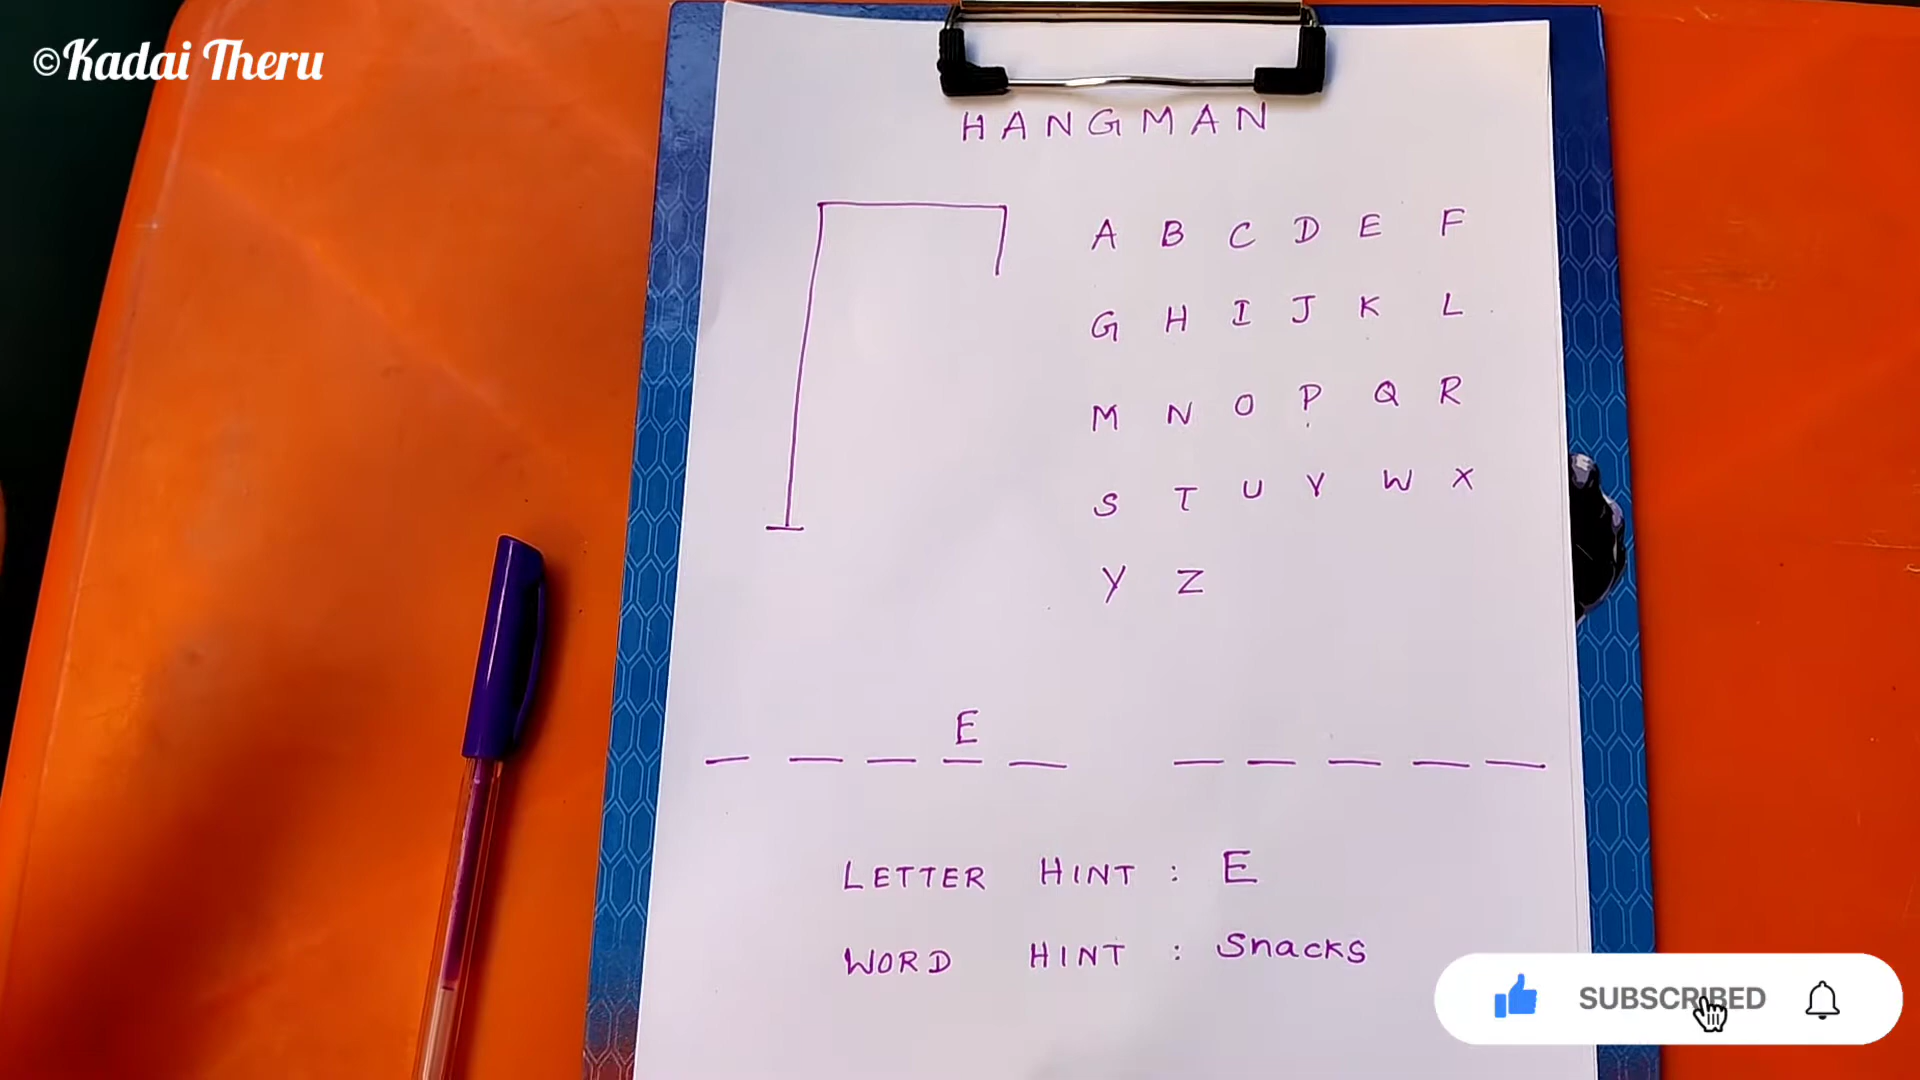 ©Kadai Theru
HANGMAN
A B C D E F
G H I J K L
M N O P Q R
S T U V W X
Y Z
E
LETTER HINT : E
WORD HINT : Snacks
SUBSCRIBED